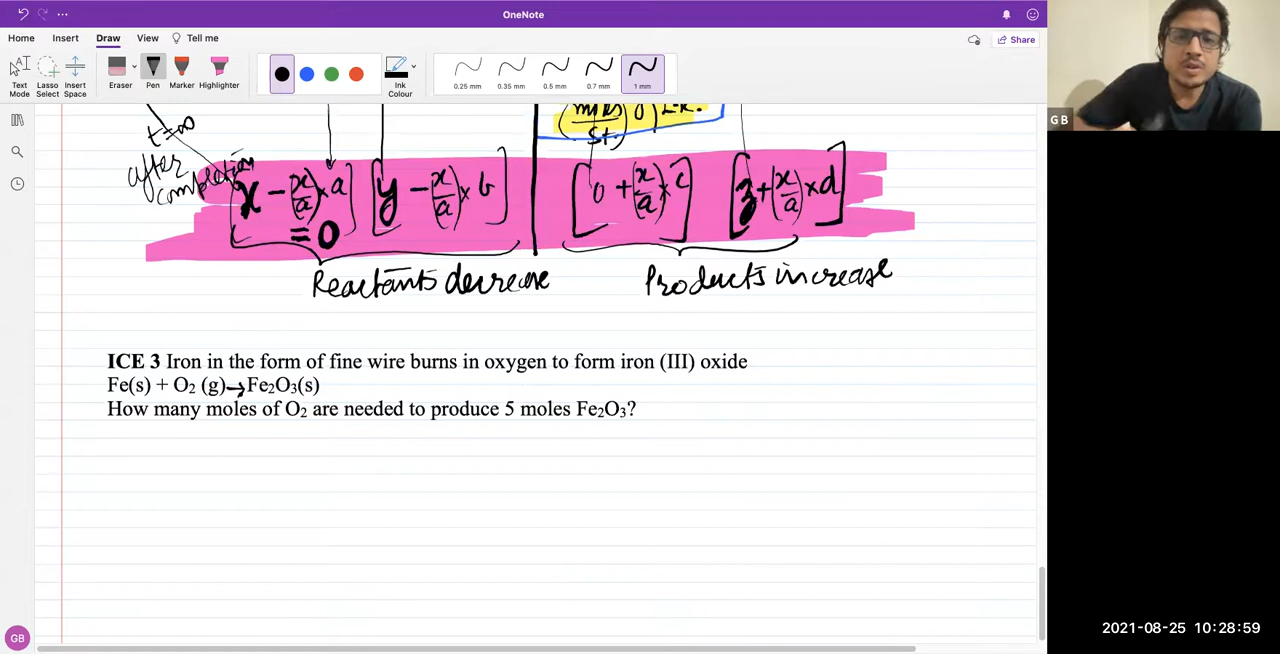 OneNote
Home Insert Draw View Tell me
Share
Text Mode
Lasso Select
Insert Space
Eraser
Pen
Marker
Highlighter
Ink Colour
0.25 mm
0.35 mm
0.5 mm
0.7 mm
1 mm
GB
(moles/St.) of L.R.
t=∞
after
completion
[x - (x/a) × a] [y - (x/a) × b] [0 + (x/a) × c] [z + (x/a) × d]
= 0
Reactants decrease Products increase
ICE 3 Iron in the form of fine wire burns in oxygen to form iron (III) oxide
Fe(s) + O₂ (g)→Fe₂O₃(s)
How many moles of O₂ are needed to produce 5 moles Fe₂O₃?
GB
2021-08-25 10:28:59